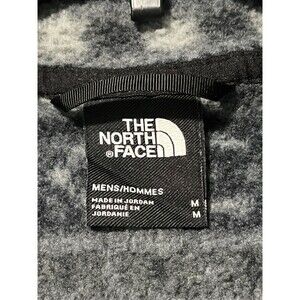 THE
NORTH
®FACE
MENS/HOMMES
MADE IN JORDAN M
FABRIQUÉ EN M
JORDANIE